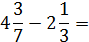 4 3/7 − 2 1/3 =